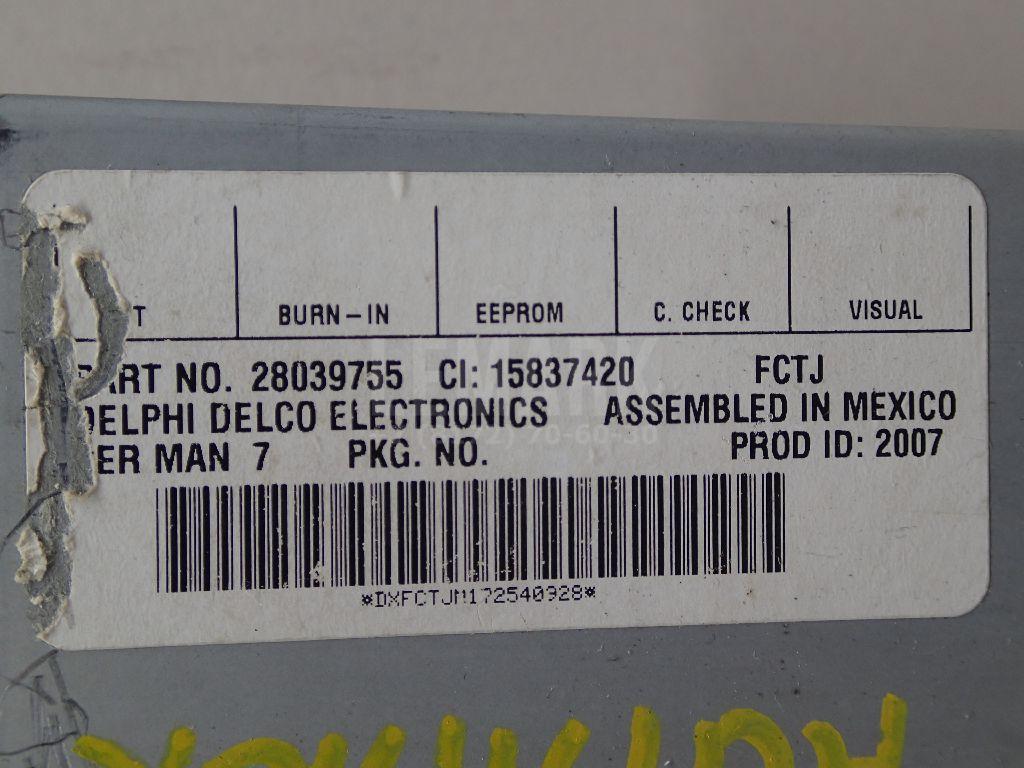 BURN-IN EEPROM C. CHECK VISUAL
PART NO. 28039755 CI: 15837420 FCTJ
DELPHI DELCO ELECTRONICS ASSEMBLED IN MEXICO
ER MAN 7 PKG. NO. PROD ID: 2007
*DXFCTJM172540928*